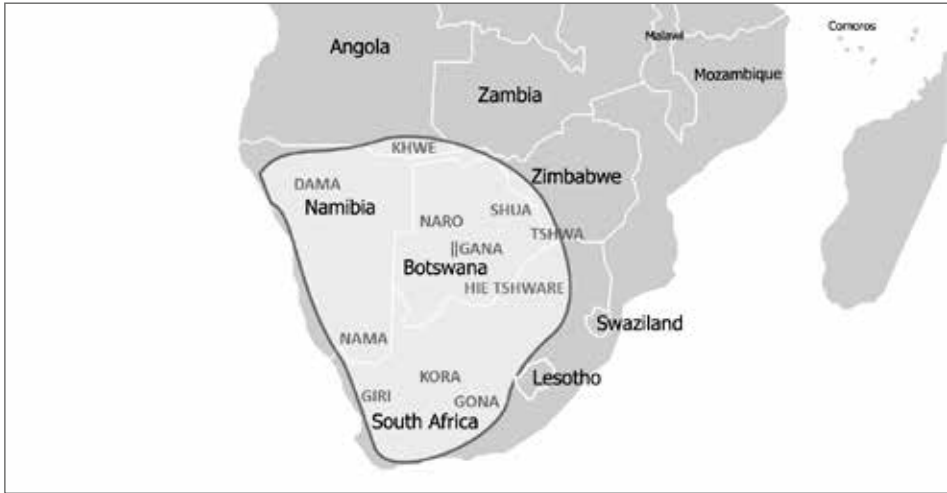 Comoros
Malawi
Angola
Mozambique
Zambia
KHWE
Zimbabwe
DAMA
Namibia
SHUA
NARO
TSHWA
||GANA
Botswana
HIE TSHWARE
Swaziland
NAMA
KORA
Lesotho
GIRI
GONA
South Africa